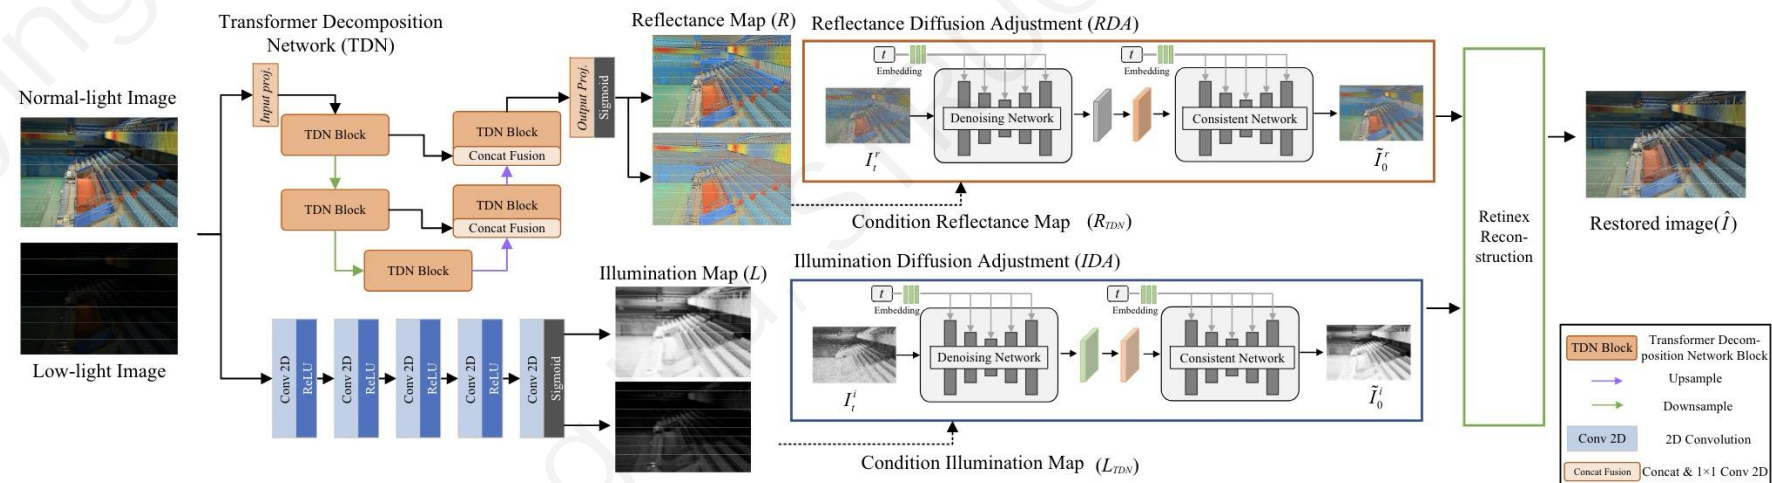 Transformer Decomposition
Network (TDN)
Normal-light Image
Low-light Image
Input proj.
TDN Block
TDN Block
TDN Block
TDN Block
Concat Fusion
TDN Block
Concat Fusion
Output Proj.
Sigmoid
Conv 2D
ReLU
Conv 2D
ReLU
Conv 2D
ReLU
Conv 2D
ReLU
Conv 2D
Sigmoid
Reflectance Map (R)
Illumination Map (L)
Reflectance Diffusion Adjustment (RDA)
t
Embedding
t
Embedding
Denoising Network
Consistent Network
I_t^r
Ĩ_0^r
Condition Reflectance Map (R_TDN)
Illumination Diffusion Adjustment (IDA)
t
Embedding
t
Embedding
Denoising Network
Consistent Network
I_t^i
Ĩ_0^i
Condition Illumination Map (L_TDN)
Retinex
Recon-
struction
Restored image(Î)
TDN Block
Transformer Decom-
position Network Block
Upsample
Downsample
Conv 2D
2D Convolution
Concat Fusion
Concat & 1×1 Conv 2D